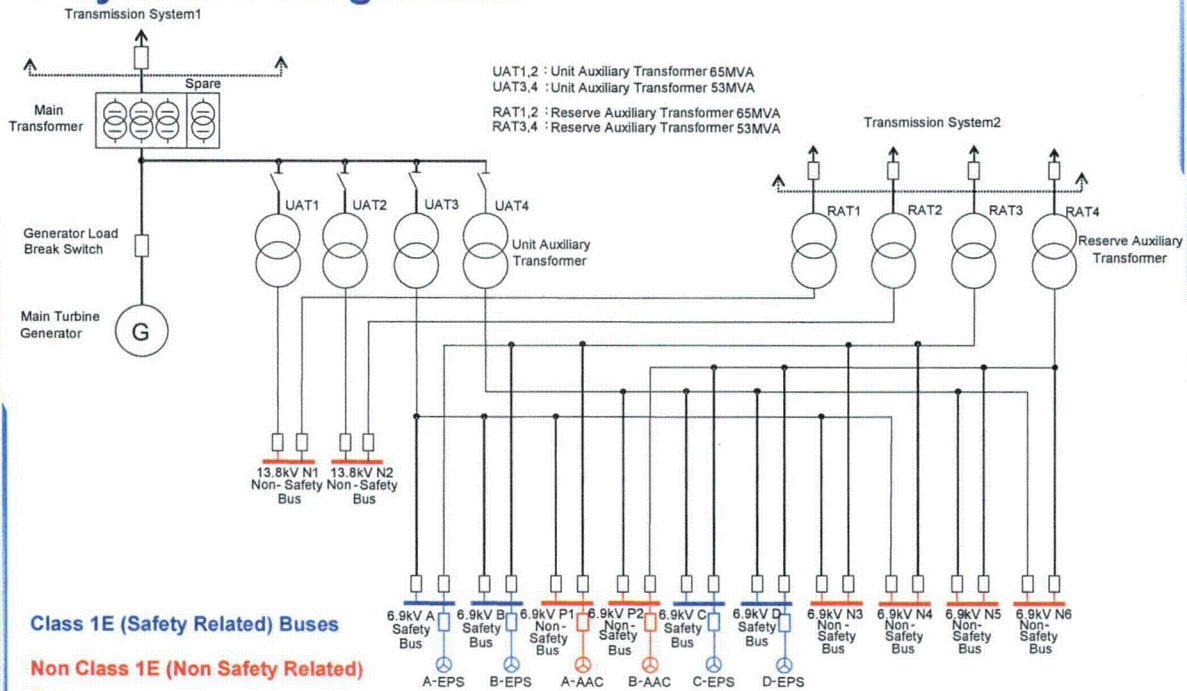 Transmission System1
Spare
Main
Transformer
UAT1,2 : Unit Auxiliary Transformer 65MVA
UAT3,4 : Unit Auxiliary Transformer 53MVA
RAT1,2 : Reserve Auxiliary Transformer 65MVA
RAT3,4 : Reserve Auxiliary Transformer 53MVA
Transmission System2
UAT1
UAT2
UAT3
UAT4
RAT1
RAT2
RAT3
RAT4
Generator Load
Break Switch
Unit Auxiliary
Transformer
Reserve Auxiliary
Transformer
Main Turbine
Generator
G
13.8kV N1
Non- Safety
Bus
13.8kV N2
Non -Safety
Bus
6.9kV A
Safety
Bus
6.9kV B
Safety
Bus
6.9kV P1
Non -
Safety
Bus
6.9kV P2
Non -
Safety
Bus
6.9kV C
Safety
Bus
6.9kV D
Safety
Bus
6.9kV N3
Non -
Safety
Bus
6.9kV N4
Non-
Safety
Bus
6.9kV N5
Non-
Safety
Bus
6.9kV N6
Non-
Safety
Bus
Class 1E (Safety Related) Buses
Non Class 1E (Non Safety Related)
A-EPS
B-EPS
A-AAC
B-AAC
C-EPS
D-EPS